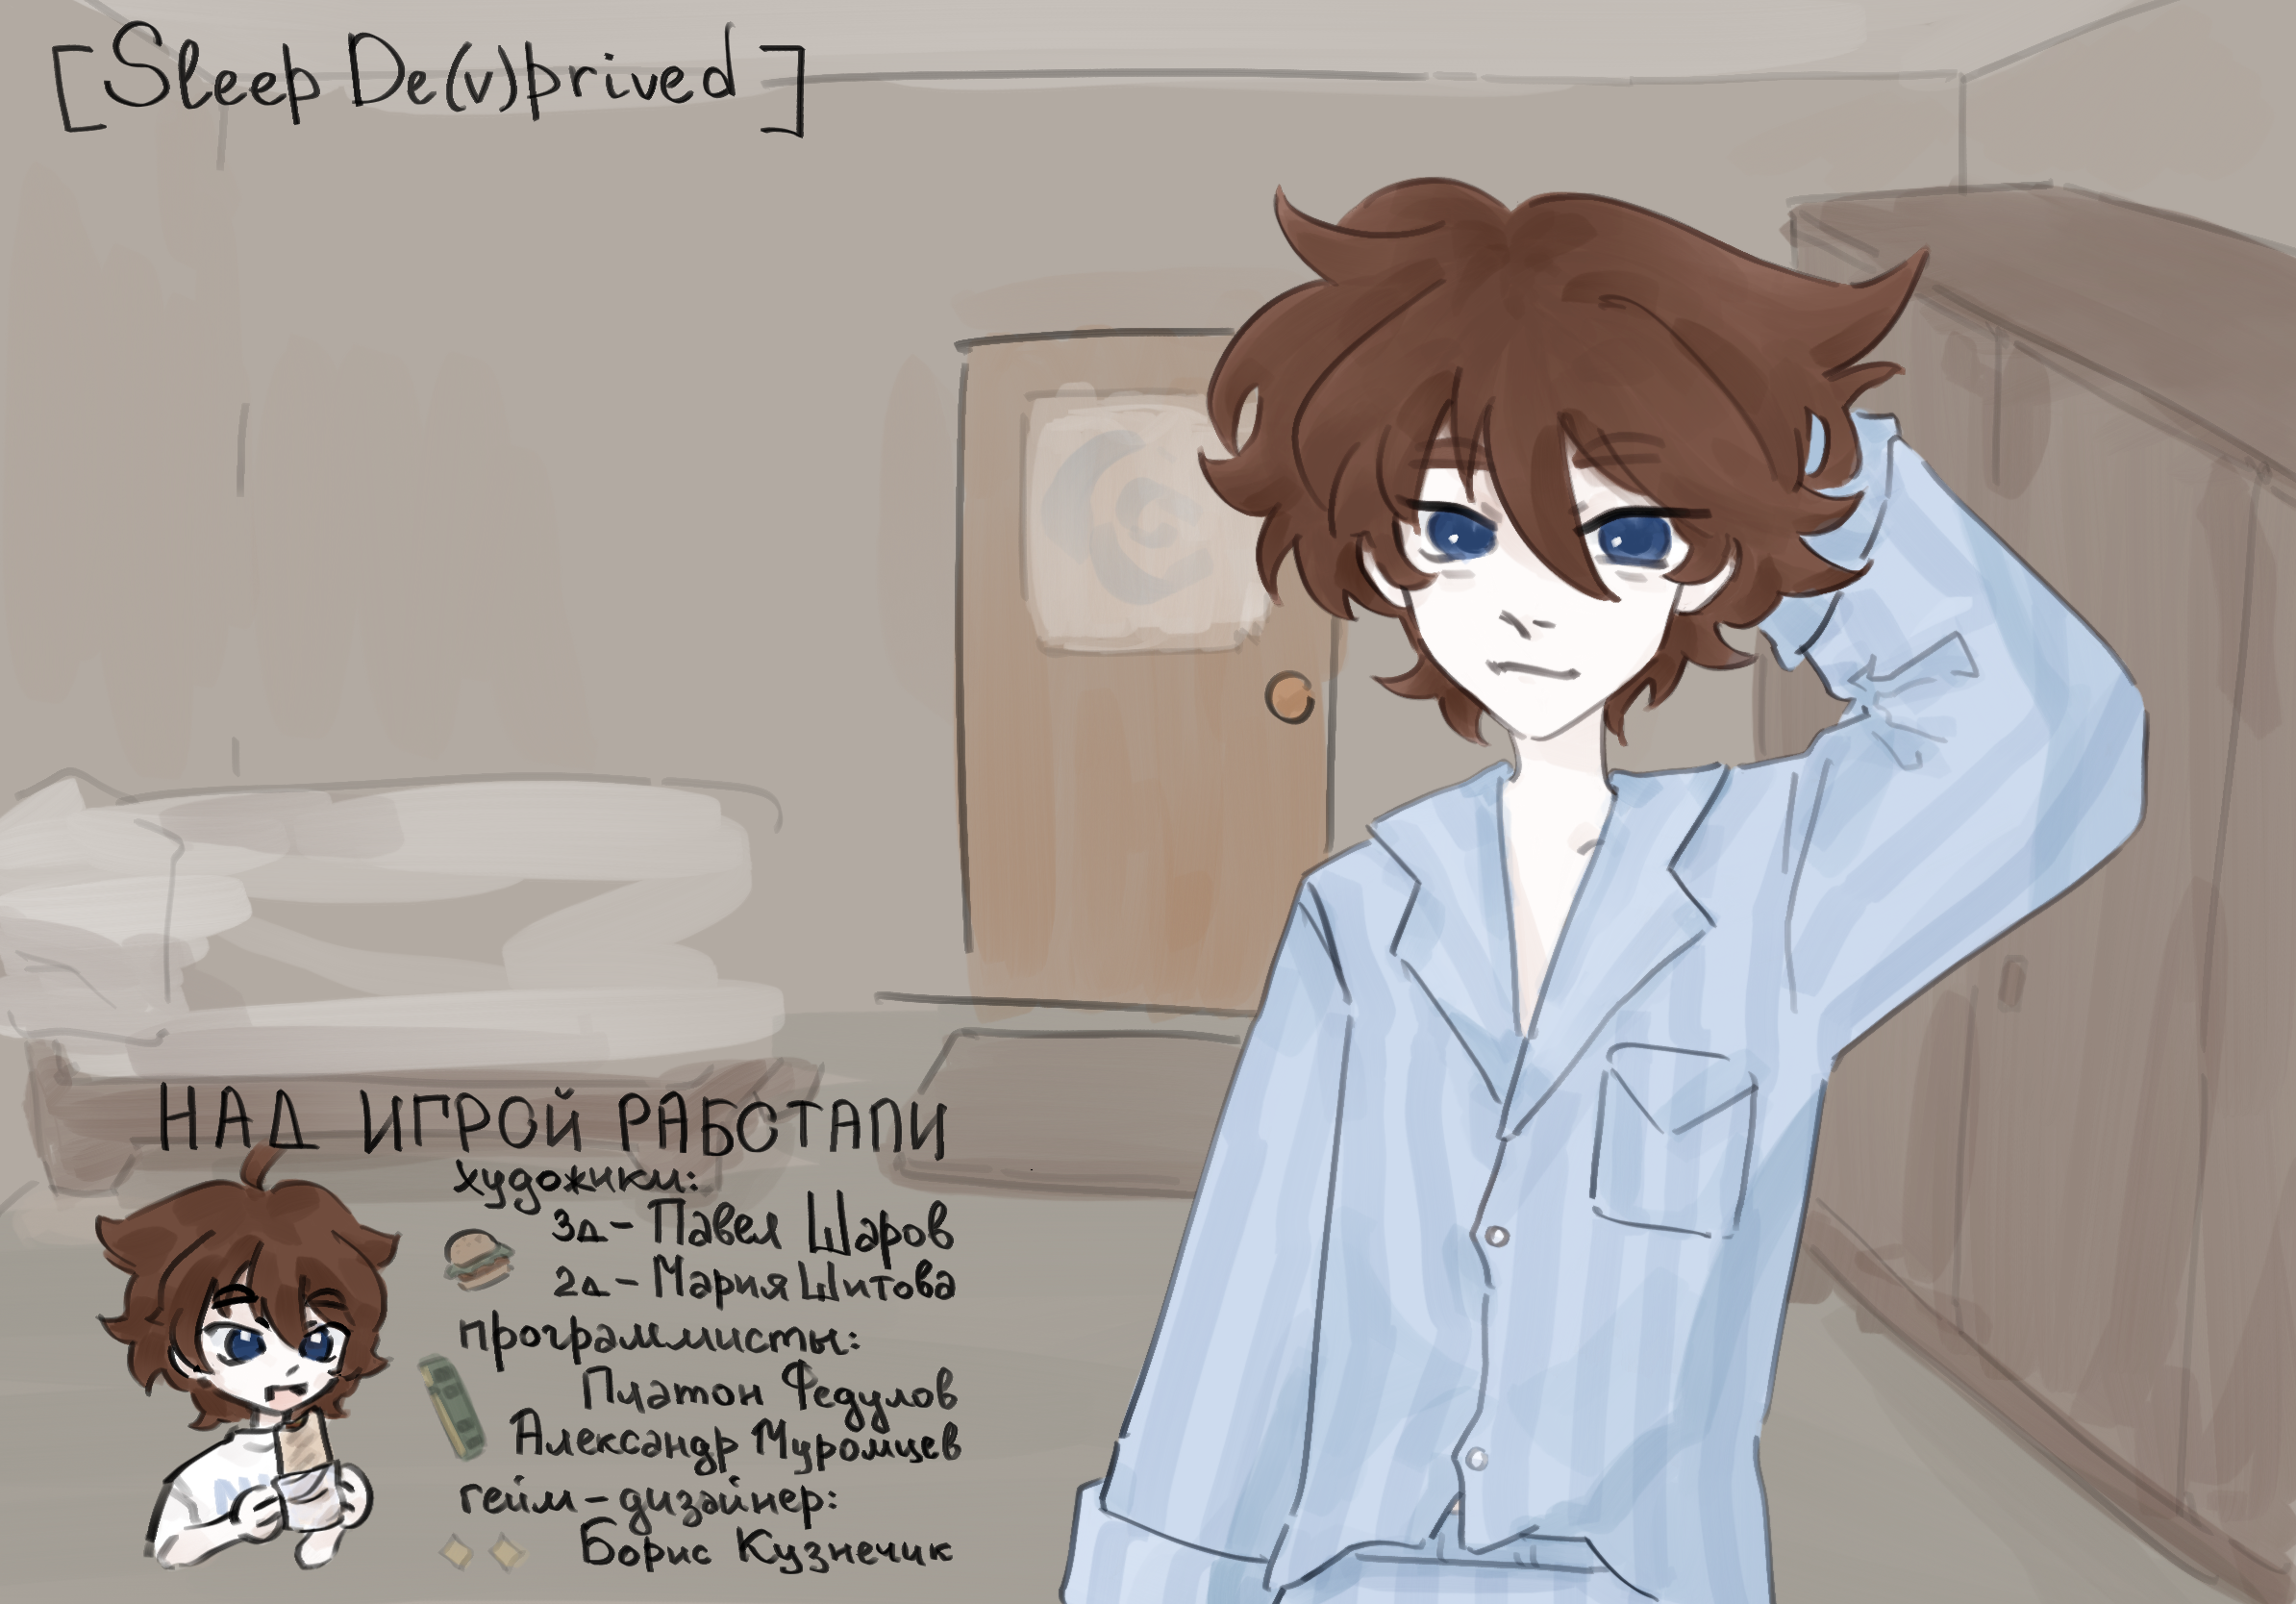 [Sleep De(v)prived]
НАД ИГРОЙ РАБОТАЛИ
художики:
3д - Павел Шаров
2д - Мария Шитова
программисты:
Платон Федулов
Александр Муромцев
гейм-дизайнер:
Борис Кузнечик